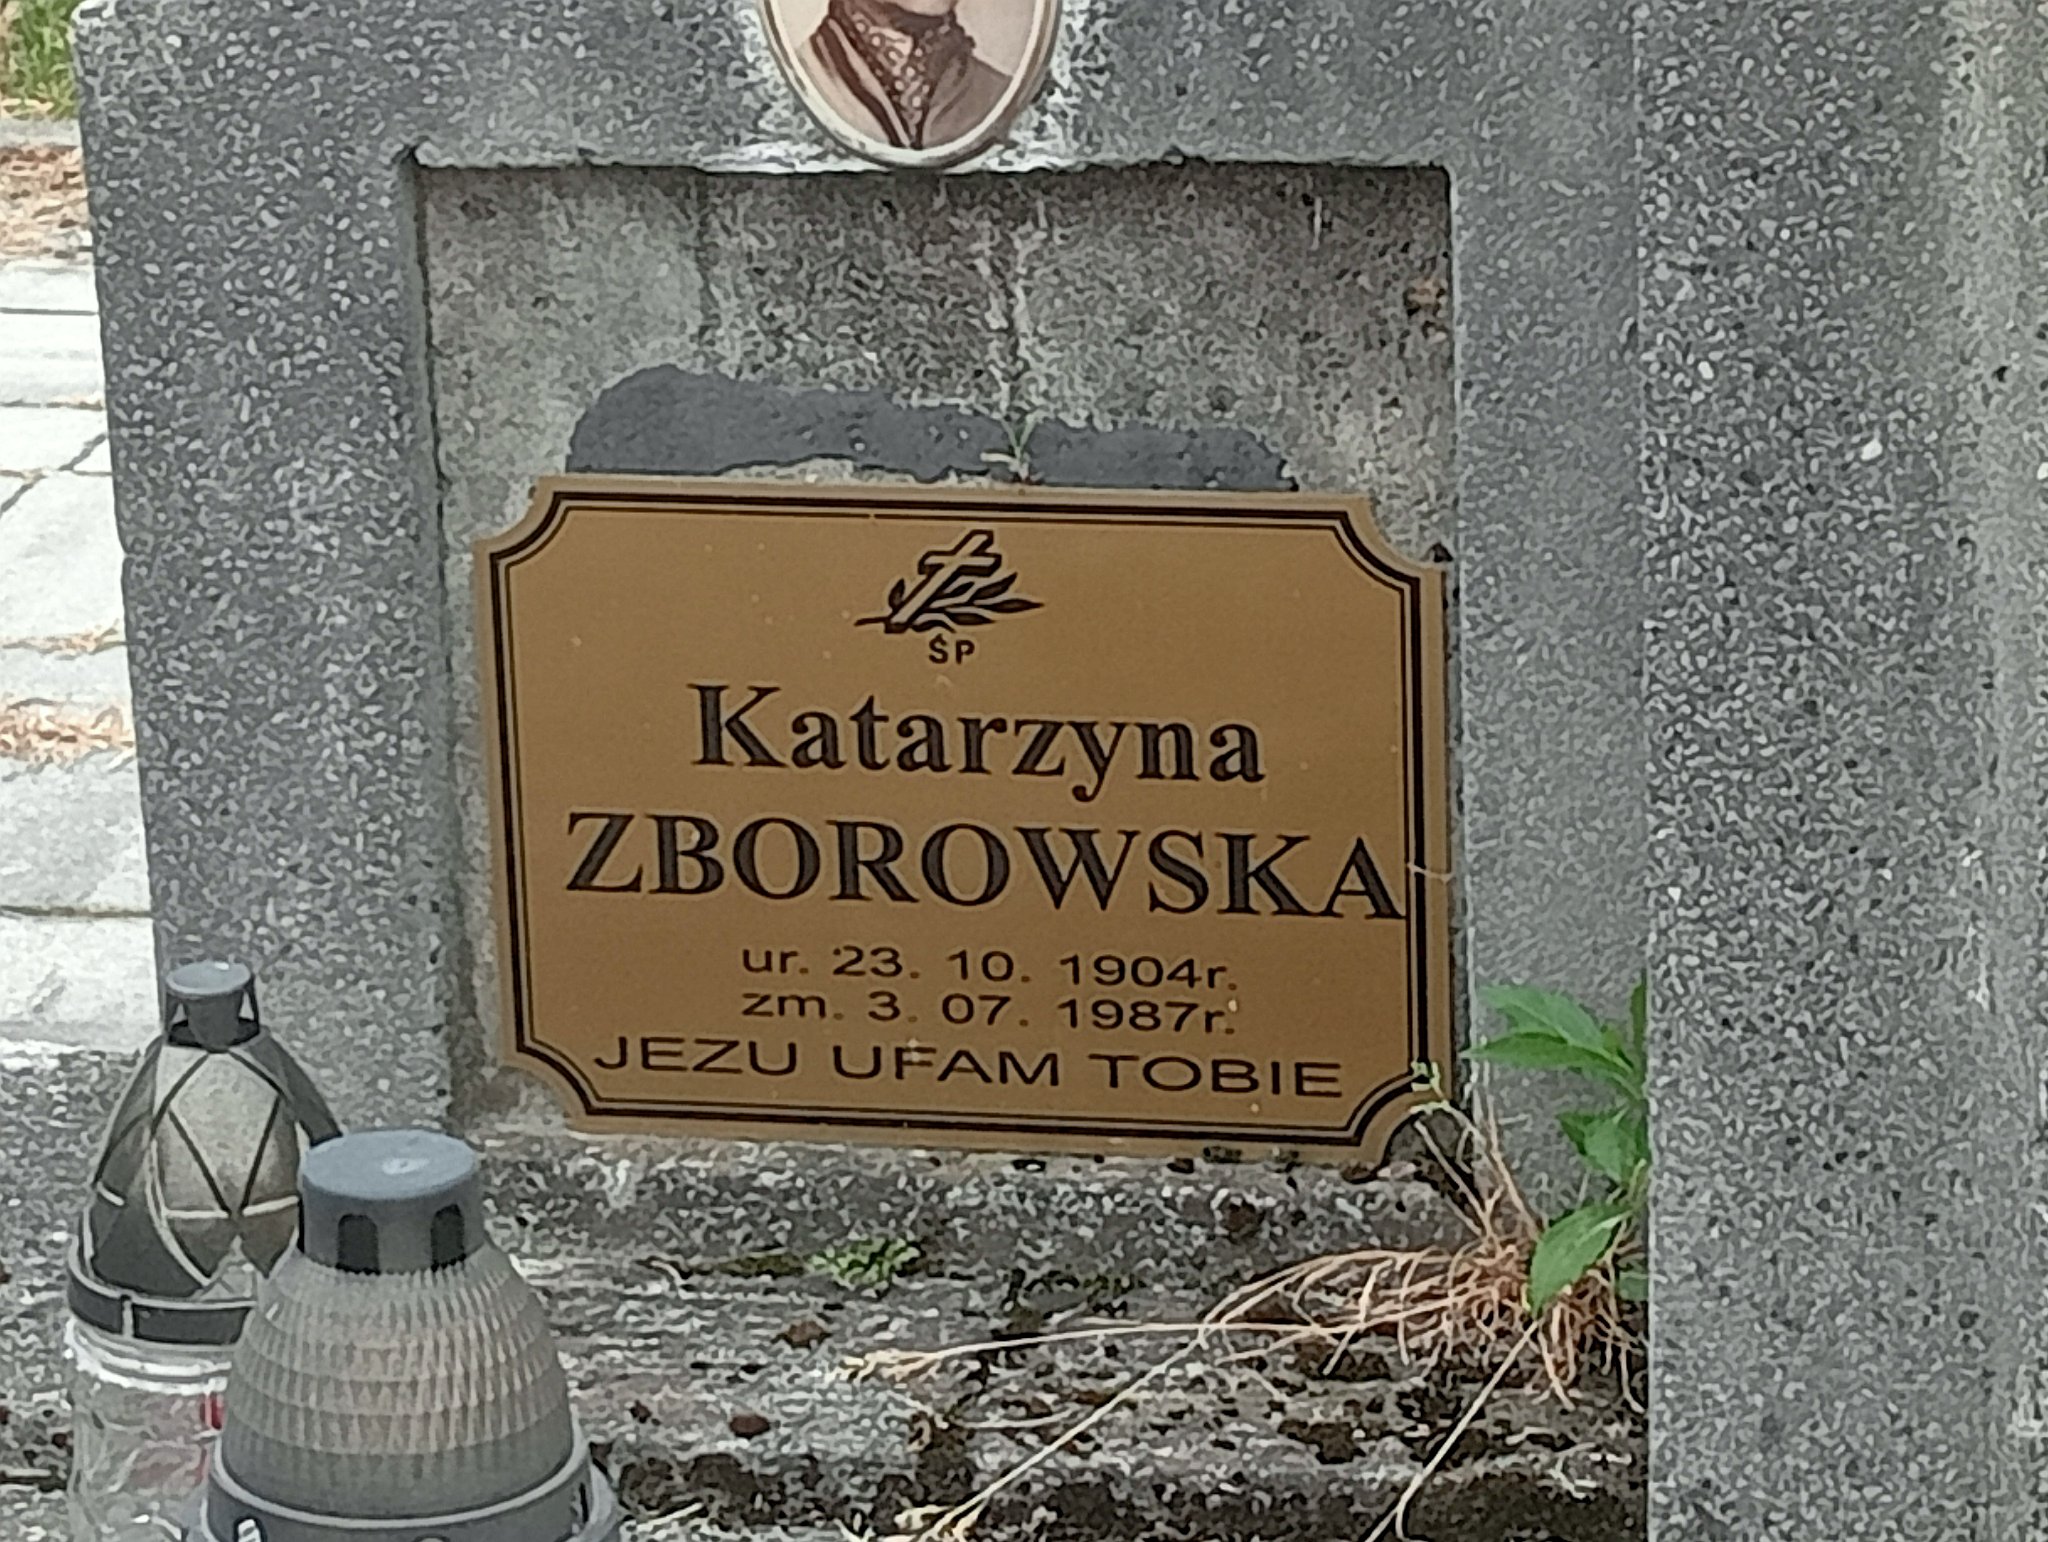 ŚP
Katarzyna
ZBOROWSKA
ur. 23. 10. 1904r.
zm. 3. 07. 1987r.
JEZU UFAM TOBIE